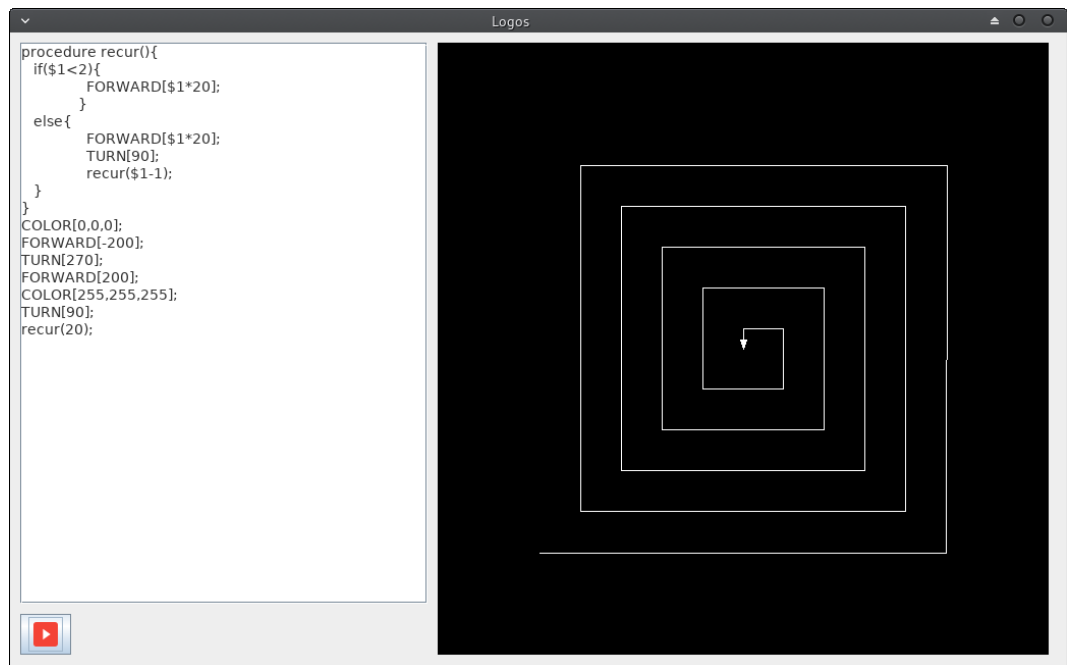 Logos
procedure recur(){
if($1<2){
FORWARD[$1*20];
}
else{
FORWARD[$1*20];
TURN[90];
recur($1-1);
}
}
COLOR[0,0,0];
FORWARD[-200];
TURN[270];
FORWARD[200];
COLOR[255,255,255];
TURN[90];
recur(20);